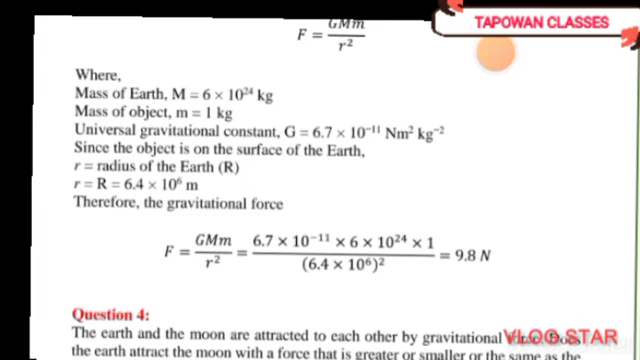 TAPOWAN CLASSES
F = GMm / r²
Where,
Mass of Earth, M = 6 × 10²⁴ kg
Mass of object, m = 1 kg
Universal gravitational constant, G = 6.7 × 10⁻¹¹ Nm² kg⁻²
Since the object is on the surface of the Earth,
r = radius of the Earth (R)
r = R = 6.4 × 10⁶ m
Therefore, the gravitational force
F = GMm / r² = 6.7 × 10⁻¹¹ × 6 × 10²⁴ × 1 / (6.4 × 10⁶)² = 9.8 N
Question 4:
The earth and the moon are attracted to each other by gravitational
VLOG STAR
the earth attract the moon with a force that is greater or smaller or the same as the